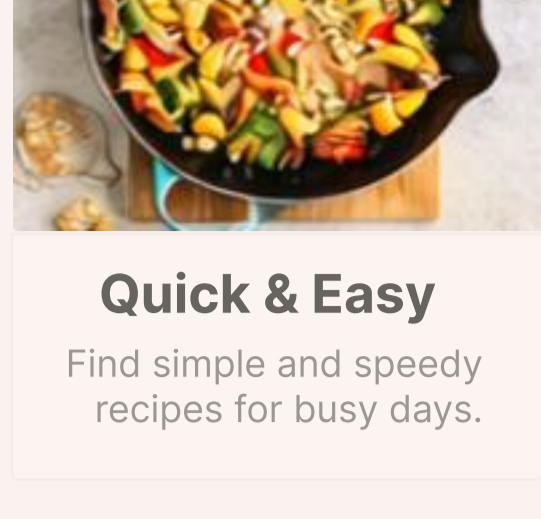 Quick & Easy
Find simple and speedy
recipes for busy days.